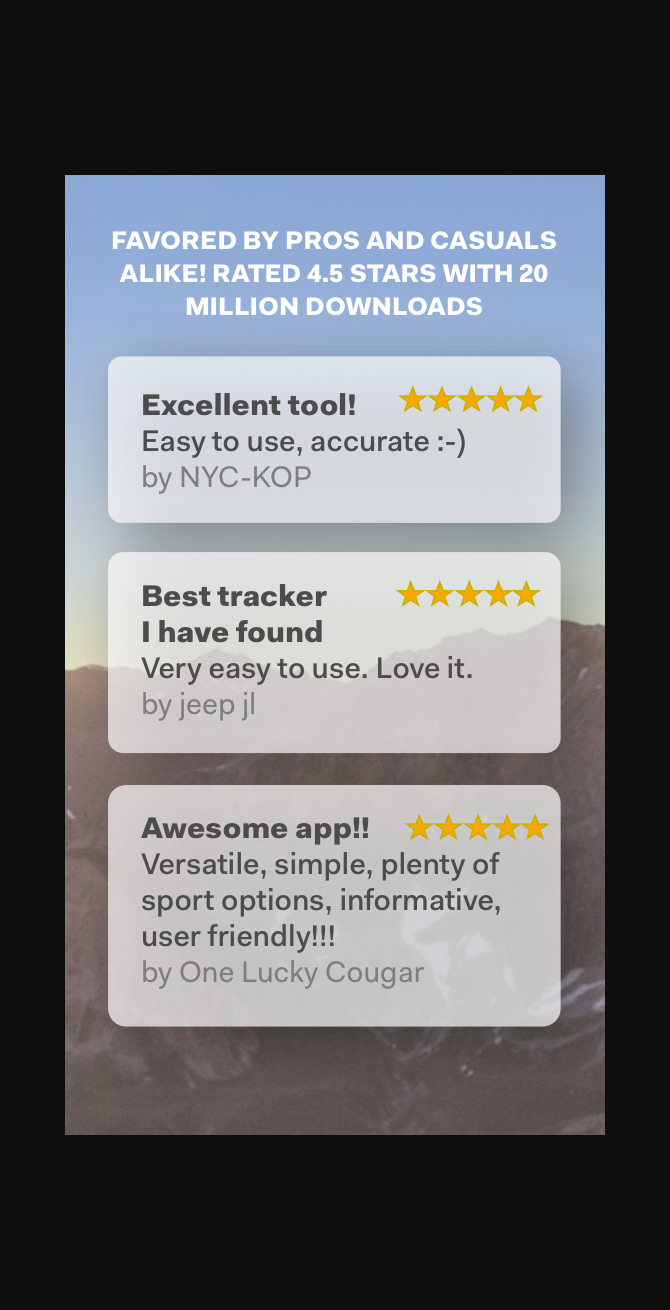 FAVORED BY PROS AND CASUALS
ALIKE! RATED 4.5 STARS WITH 20
MILLION DOWNLOADS
Excellent tool!
Easy to use, accurate :-)
by NYC-KOP
Best tracker
I have found
Very easy to use. Love it.
by jeep jl
Awesome app!!
Versatile, simple, plenty of
sport options, informative,
user friendly!!!
by One Lucky Cougar